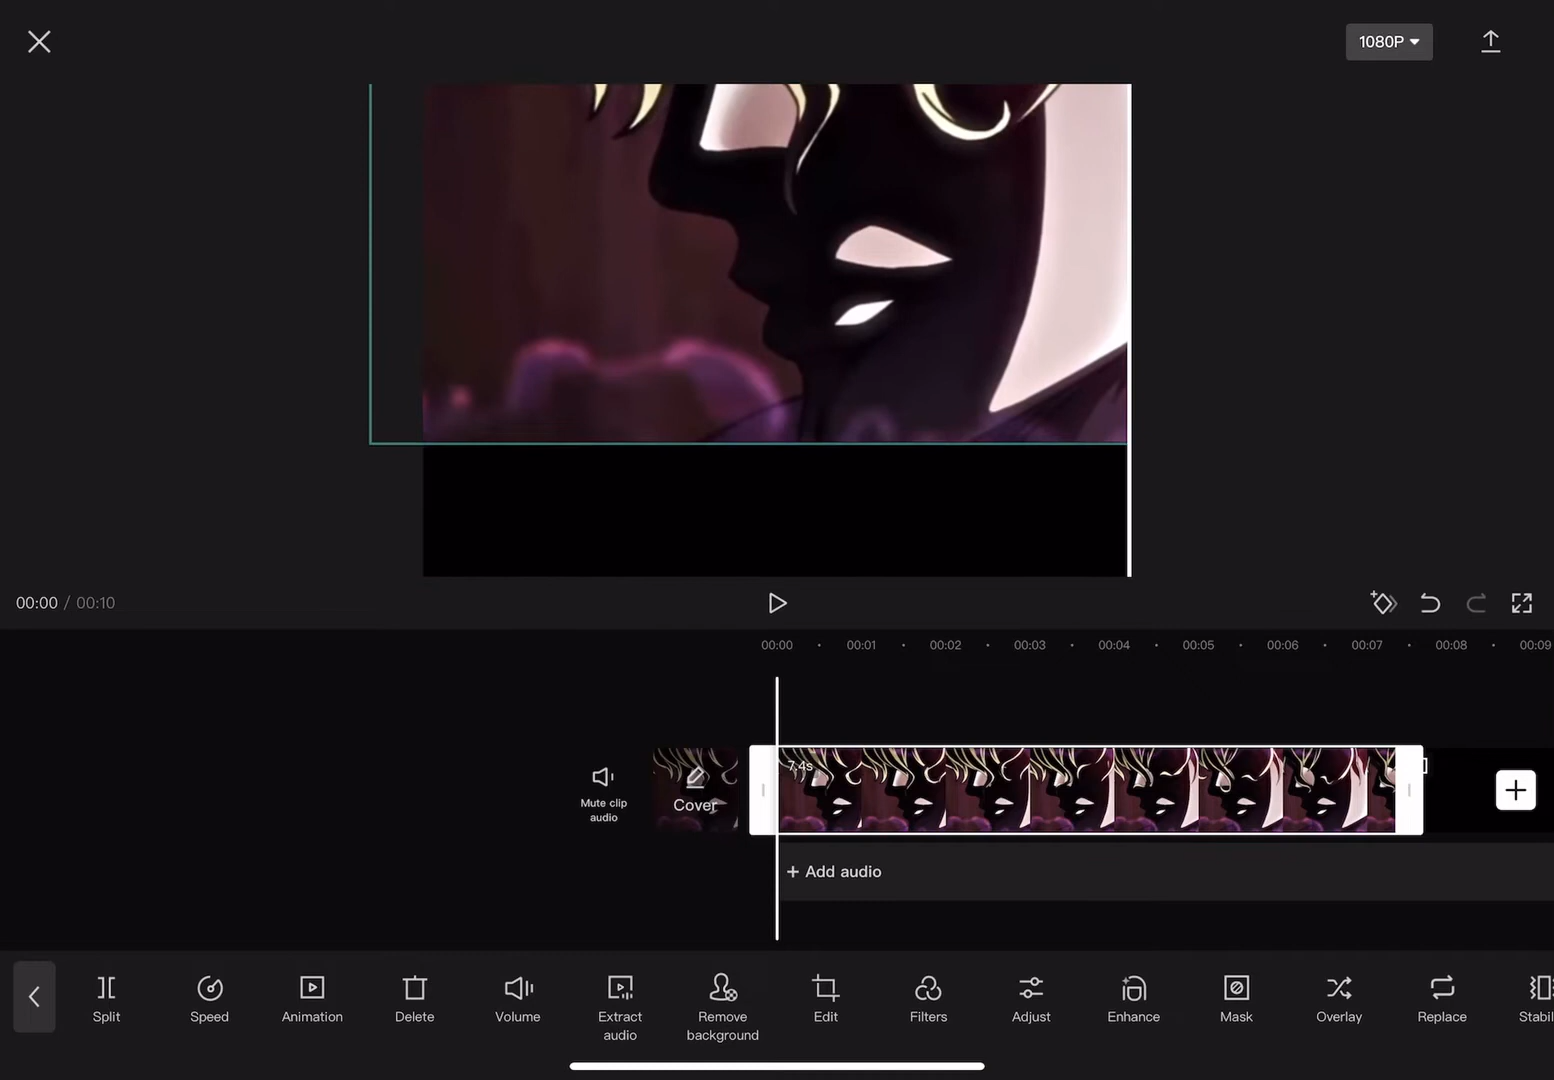 1080P
00:00 / 00:10
00:00 00:01 00:02 00:03 00:04 00:05 00:06 00:07 00:08 00:09
7.4s
Mute clip
audio
Cover
+ Add audio
Split
Speed
Animation
Delete
Volume
Extract
audio
Remove
background
Edit
Filters
Adjust
Enhance
Mask
Overlay
Replace
Stabil